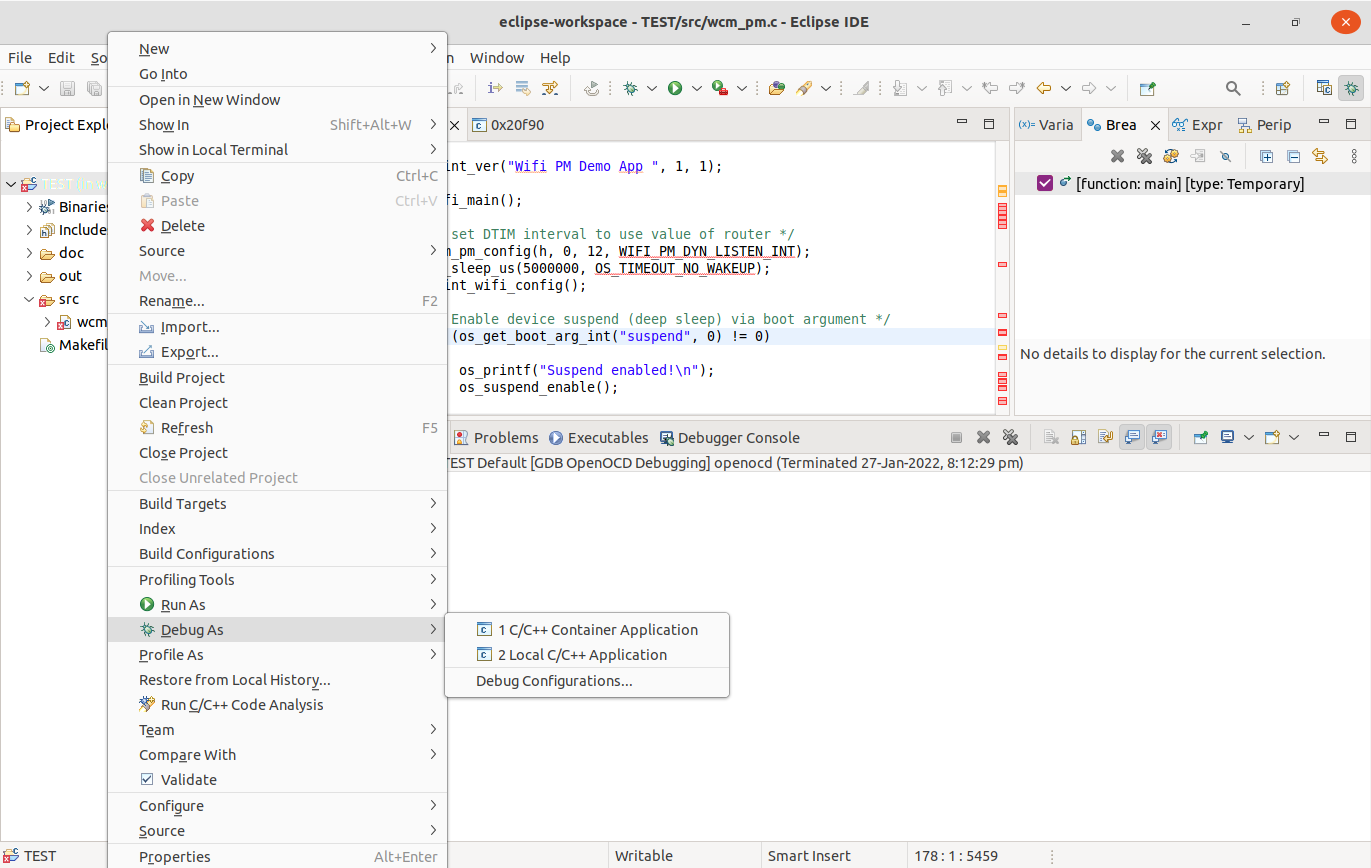 eclipse-workspace - TEST/src/wcm_pm.c - Eclipse IDE
File Edit So
Window Help
Project Explo
0x20f90
Varia
Brea
Expr
Perip
TEST
Binaries
Include
doc
out
src
wcm
Makefil
New
Go Into
Open in New Window
Show In Shift+Alt+W
Show in Local Terminal
Copy Ctrl+C
Paste Ctrl+V
Delete
Source
Move...
Rename... F2
Import...
Export...
Build Project
Clean Project
Refresh F5
Close Project
Close Unrelated Project
Build Targets
Index
Build Configurations
Profiling Tools
Run As
Debug As
Profile As
Restore from Local History...
Run C/C++ Code Analysis
Team
Compare With
Validate
Configure
Source
Properties Alt+Enter
1 C/C++ Container Application
2 Local C/C++ Application
Debug Configurations...
int_ver("Wifi PM Demo App ", 1, 1);
fi_main();
set DTIM interval to use value of router */
m_pm_config(h, 0, 12, WIFI_PM_DYN_LISTEN_INT);
_sleep_us(5000000, OS_TIMEOUT_NO_WAKEUP);
int_wifi_config();
Enable device suspend (deep sleep) via boot argument */
(os_get_boot_arg_int("suspend", 0) != 0)
os_printf("Suspend enabled!\n");
os_suspend_enable();
[function: main] [type: Temporary]
No details to display for the current selection.
Problems Executables Debugger Console
TEST Default [GDB OpenOCD Debugging] openocd (Terminated 27-Jan-2022, 8:12:29 pm)
TEST
Writable
Smart Insert
178 : 1 : 5459